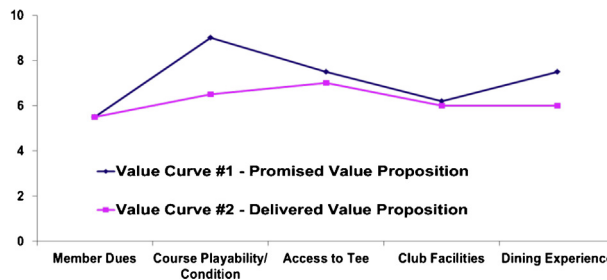 10
8
6
4
2
0
Value Curve #1 - Promised Value Proposition
Value Curve #2 - Delivered Value Proposition
Member Dues
Course Playability/
Condition
Access to Tee
Club Facilities
Dining Experience